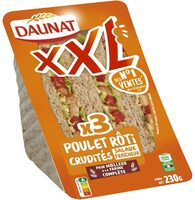 DAUNAT
XXL
DES N°1
VENTES
x3
POULET RÔTI
CRUDITÉS
SALADE
FRAÎCHEUR
PAIN MOELLEUX
À LA FARINE
COMPLÈTE
230g